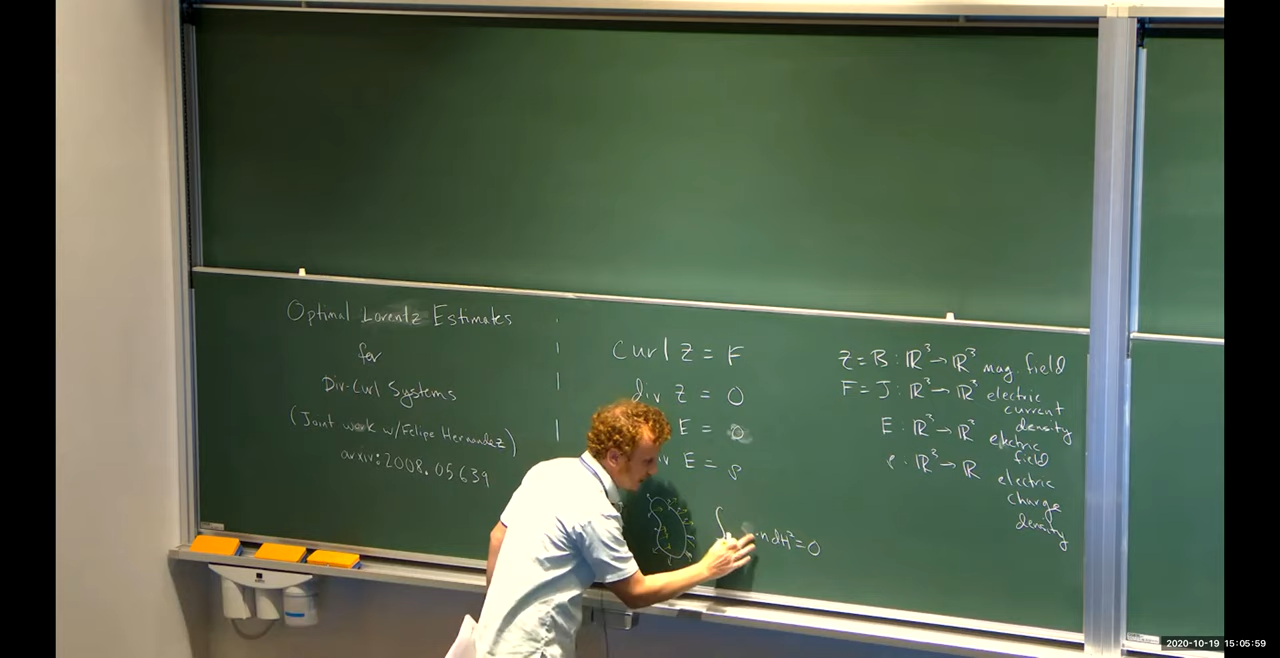 Optimal Lorentz Estimates
for
Div-Curl Systems
(Joint work w/Felipe Hernandez)
arxiv:2008.05639
Curl Z = F
div Z = 0
E = 0
v E = ρ
∫ · n dH² = 0
Z = B : ℝ³ → ℝ³ mag. field
F = J : ℝ³ → ℝ³ electric
current
density
E : ℝ³ → ℝ³ electric
field
ρ : ℝ³ → ℝ electric
charge
density
2020-10-19 15:05:59